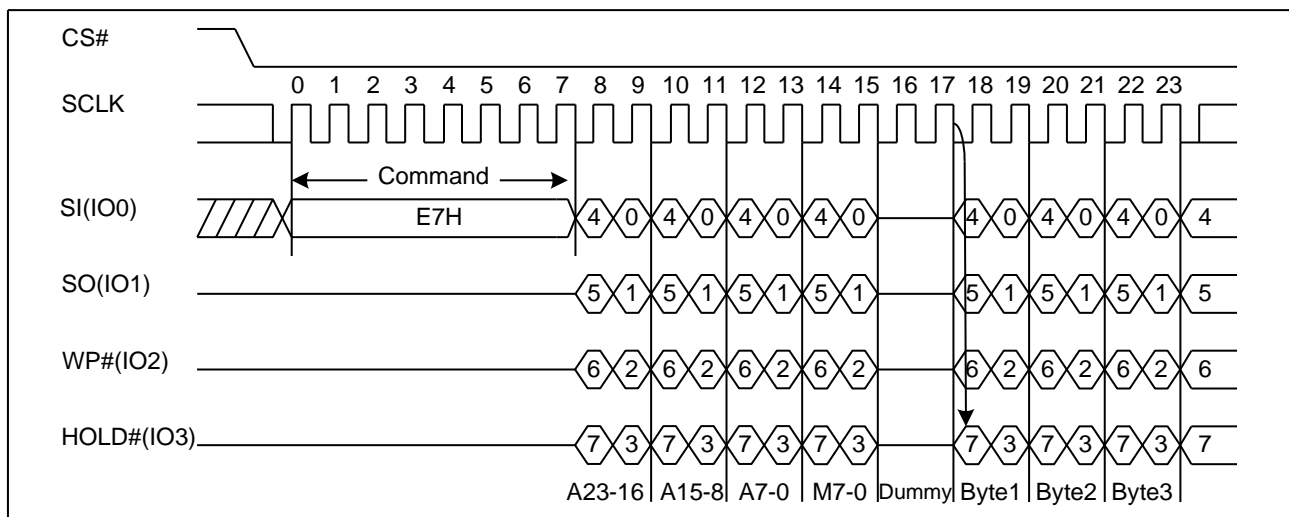 CS#
0 1 2 3 4 5 6 7 8 9 10 11 12 13 14 15 16 17 18 19 20 21 22 23
SCLK
Command
SI(IO0) E7H 4 0 4 0 4 0 4 0 4 0 4 0 4 0 4
SO(IO1) 5 1 5 1 5 1 5 1 5 1 5 1 5 1 5
WP#(IO2) 6 2 6 2 6 2 6 2 6 2 6 2 6 2 6
HOLD#(IO3) 7 3 7 3 7 3 7 3 7 3 7 3 7 3 7
A23-16 A15-8 A7-0 M7-0 Dummy Byte1 Byte2 Byte3